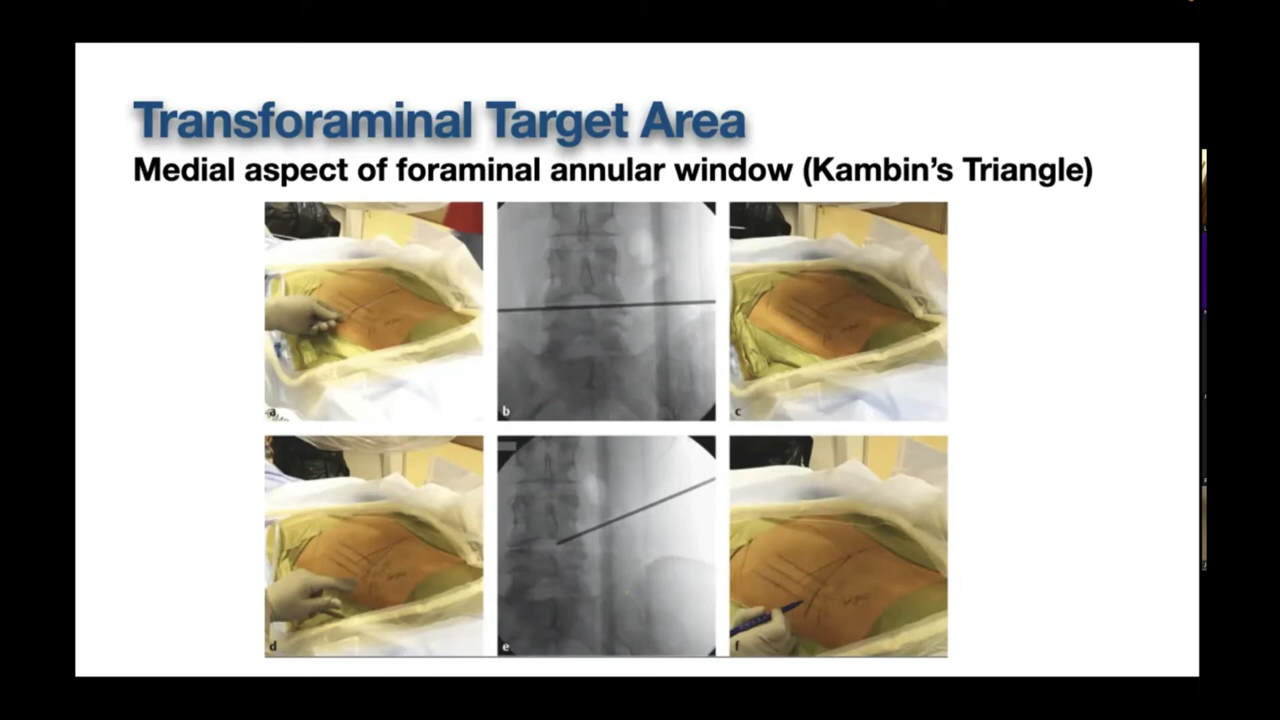 Transforaminal Target Area
Medial aspect of foraminal annular window (Kambin's Triangle)
a
b
c
d
e
f